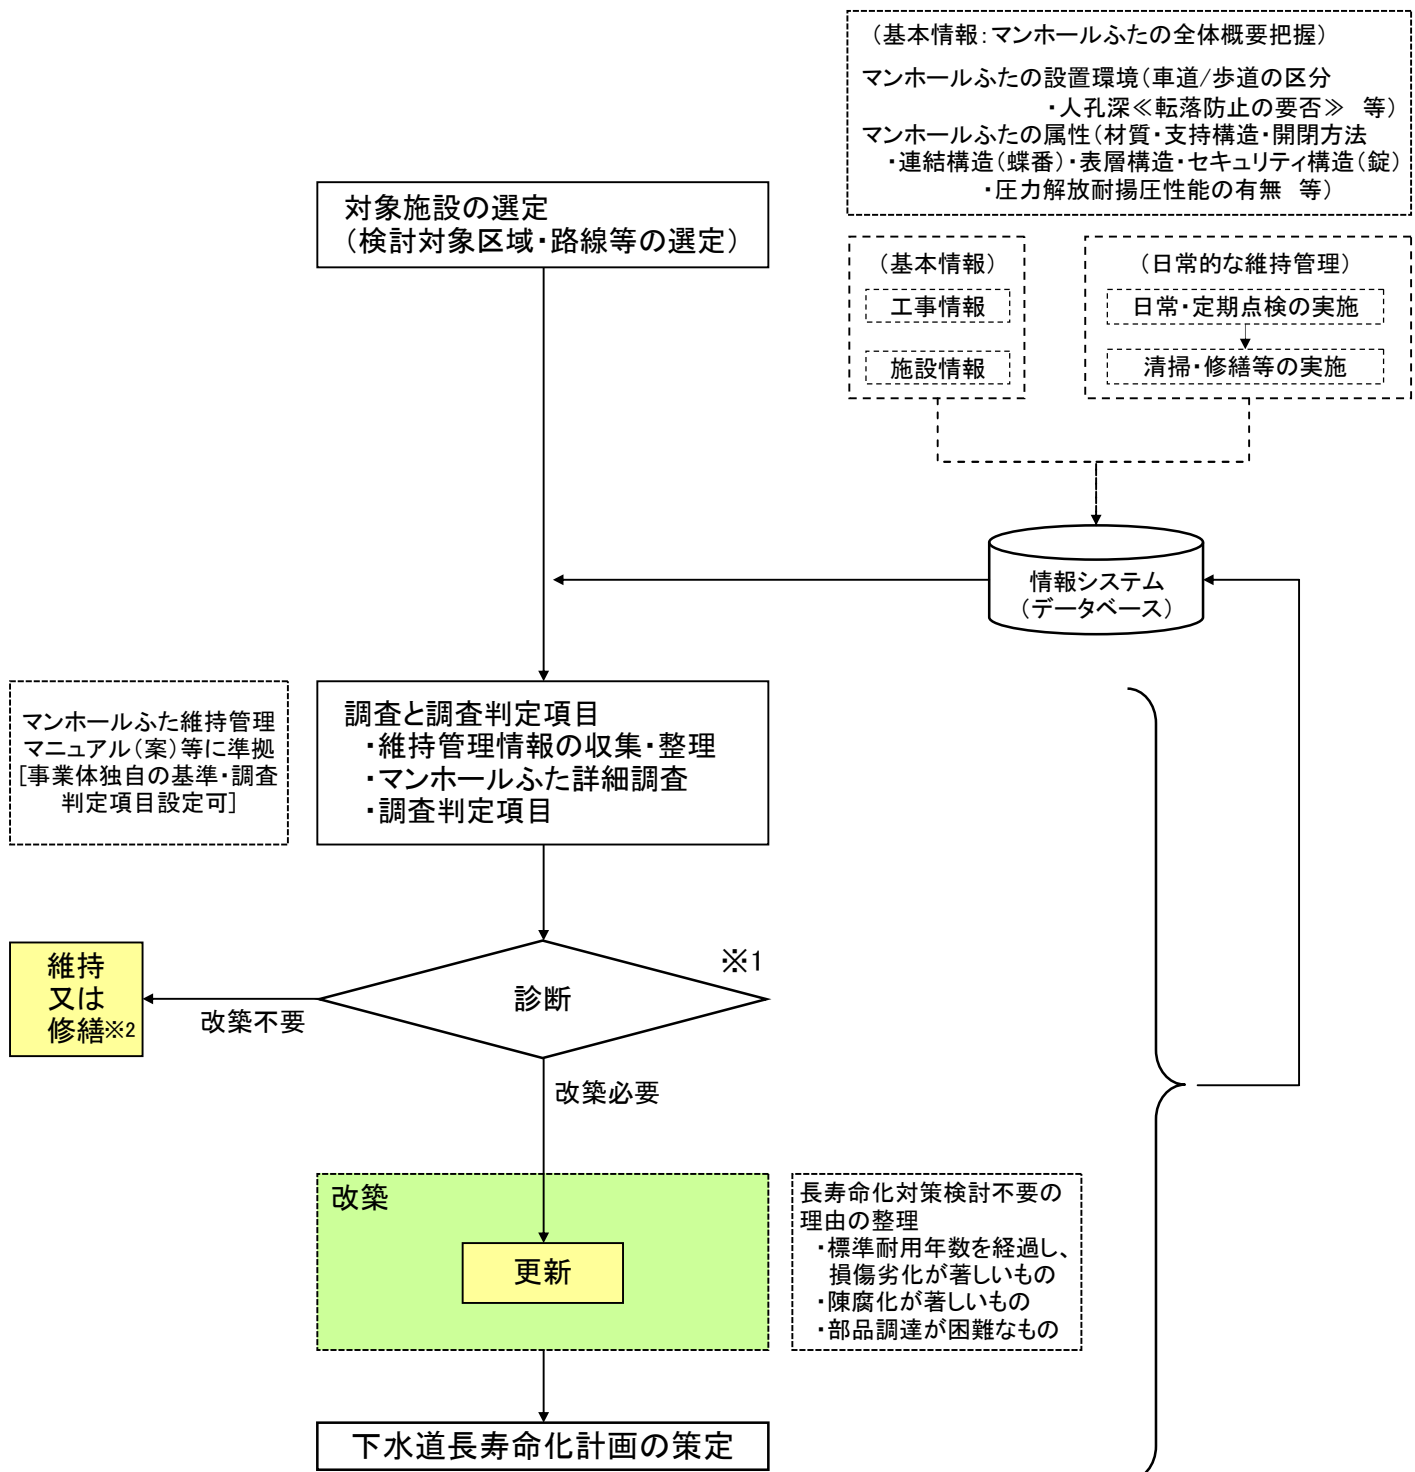 （基本情報：マンホールふたの全体概要把握）
マンホールふたの設置環境（車道/歩道の区分
・人孔深≪転落防止の要否≫　等）
マンホールふたの属性（材質・支持構造・開閉方法
・連結構造（蝶番）・表層構造・セキュリティ構造（錠）
・圧力解放耐揚圧性能の有無　等）
対象施設の選定
（検討対象区域・路線等の選定）
（基本情報）
工事情報
施設情報
（日常的な維持管理）
日常・定期点検の実施
清掃・修繕等の実施
情報システム
（データベース）
マンホールふた維持管理
マニュアル（案）等に準拠
[事業体独自の基準・調査
判定項目設定可]
調査と調査判定項目
・維持管理情報の収集・整理
・マンホールふた詳細調査
・調査判定項目
※1
診断
維持
又は
修繕※2
改築不要
改築必要
改築
更新
長寿命化対策検討不要の
理由の整理
・標準耐用年数を経過し、
損傷劣化が著しいもの
・陳腐化が著しいもの
・部品調達が困難なもの
下水道長寿命化計画の策定